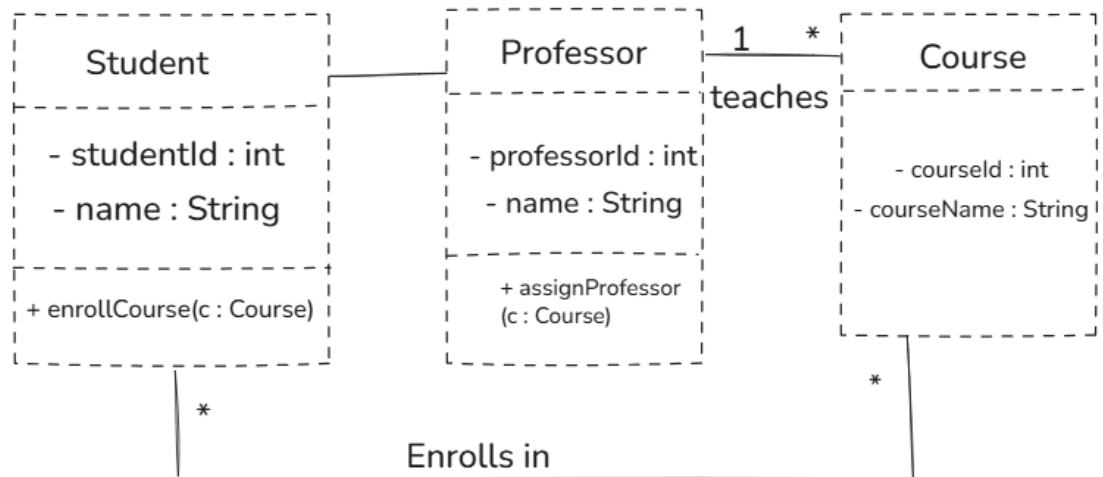 Student
- studentId : int
- name : String
+ enrollCourse(c : Course)
Professor
- professorId : int
- name : String
+ assignProfessor
(c : Course)
1
*
teaches
Course
- courseId : int
- courseName : String
*
*
Enrolls in